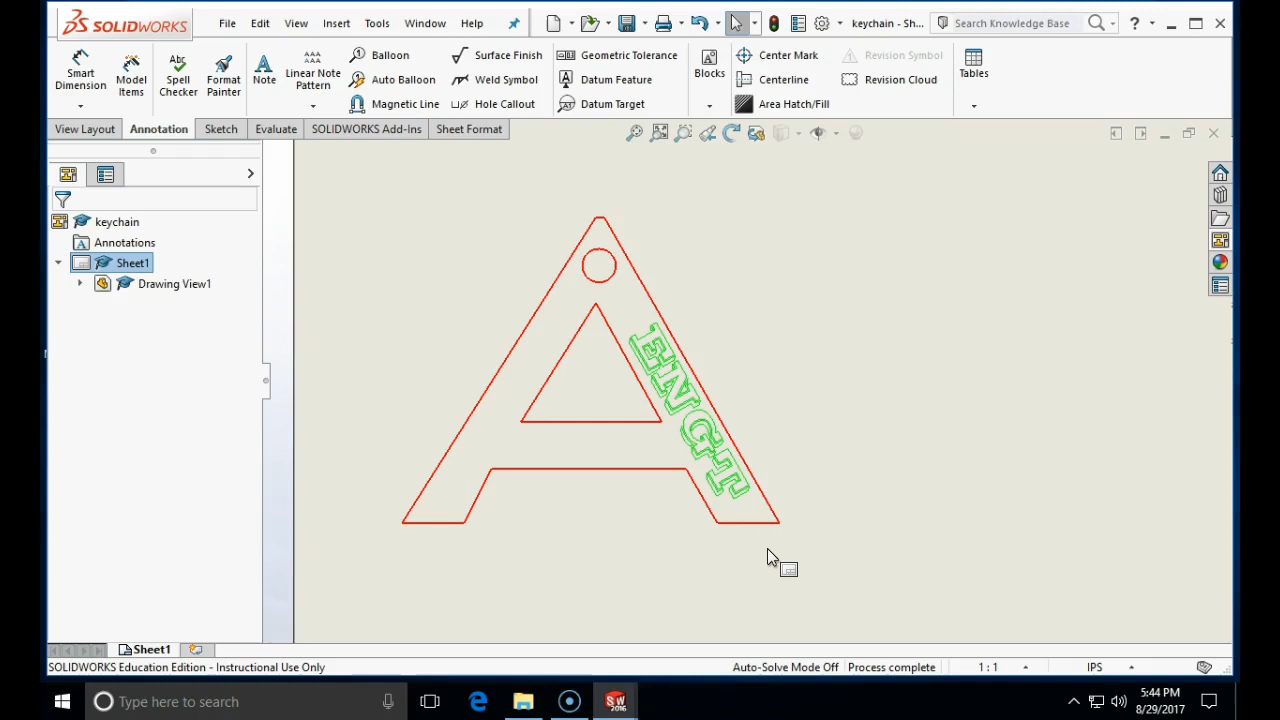 SOLIDWORKS
File Edit View Insert Tools Window Help
keychain - Sh...
Search Knowledge Base
?
Smart Dimension
Model Items
Spell Checker
Format Painter
Note
Linear Note Pattern
Balloon
Auto Balloon
Magnetic Line
Surface Finish
Weld Symbol
Hole Callout
Geometric Tolerance
Datum Feature
Datum Target
Blocks
Center Mark
Centerline
Area Hatch/Fill
Revision Symbol
Revision Cloud
Tables
View Layout Annotation Sketch Evaluate SOLIDWORKS Add-Ins Sheet Format
keychain
Annotations
Sheet1
Drawing View1
A
ENGT
Sheet1
SOLIDWORKS Education Edition - Instructional Use Only
Auto-Solve Mode Off Process complete 1 : 1 IPS
Type here to search
SW 2016
5:44 PM
8/29/2017